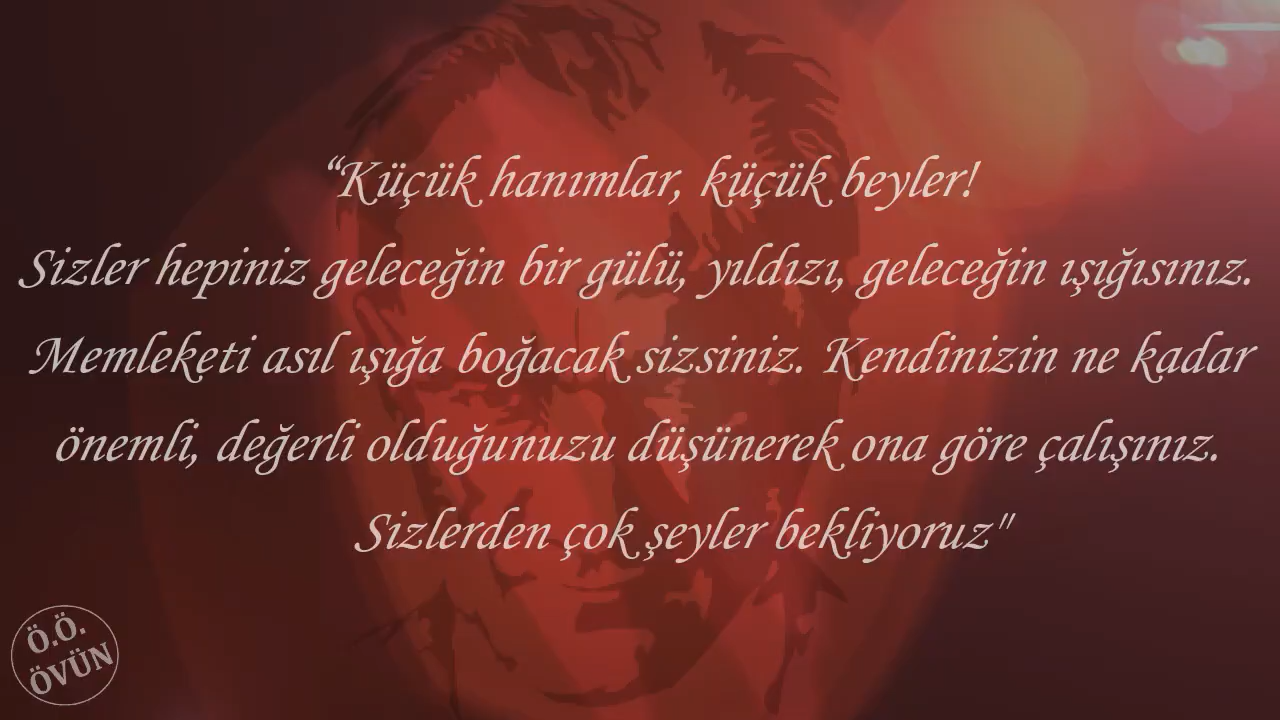 “Küçük hanımlar, küçük beyler!
Sizler hepiniz geleceğin bir gülü, yıldızı, geleceğin ışığısınız.
Memleketi asıl ışığa boğacak sizsiniz. Kendinizin ne kadar
önemli, değerli olduğunuzu düşünerek ona göre çalışınız.
Sizlerden çok şeyler bekliyoruz"
Ö.Ö.
ÖVÜN